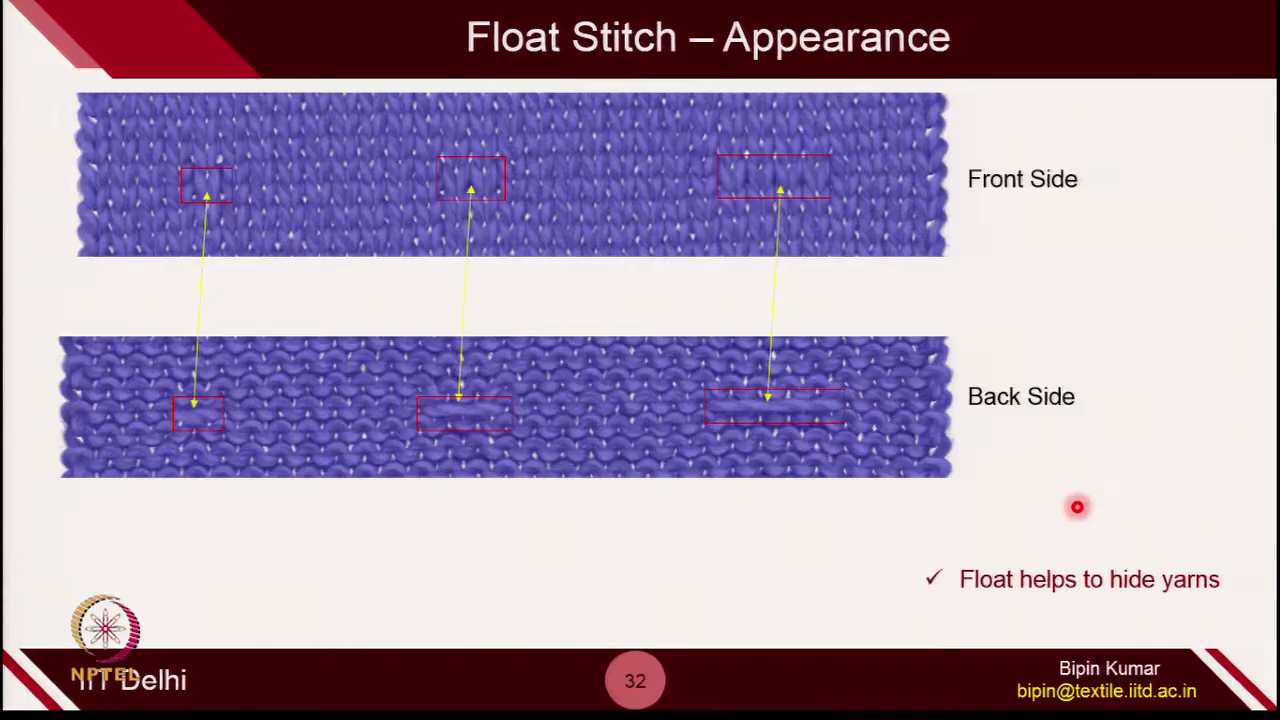 Float Stitch – Appearance
Front Side
Back Side
✓ Float helps to hide yarns
NPTEL
IIT Delhi
32
Bipin Kumar
bipin@textile.iitd.ac.in